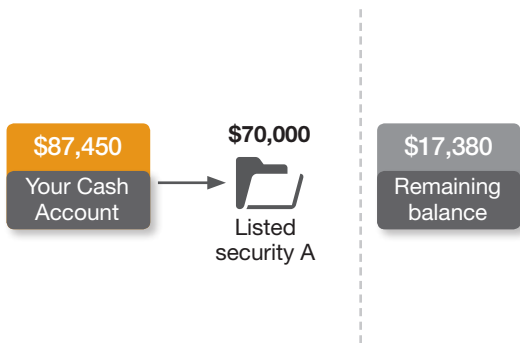 $87,450
Your Cash
Account
$70,000
Listed
security A
$17,380
Remaining
balance